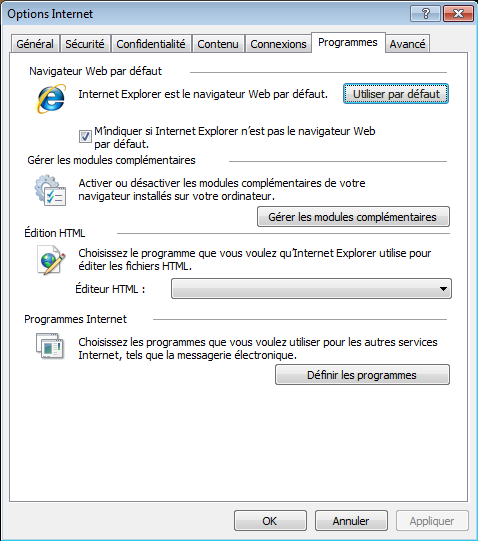 Options Internet
Général Sécurité Confidentialité Contenu Connexions Programmes Avancé
Navigateur Web par défaut
Internet Explorer est le navigateur Web par défaut.
Utiliser par défaut
M'indiquer si Internet Explorer n'est pas le navigateur Web
par défaut.
Gérer les modules complémentaires
Activer ou désactiver les modules complémentaires de votre
navigateur installés sur votre ordinateur.
Gérer les modules complémentaires
Édition HTML
Choisissez le programme que vous voulez qu'Internet Explorer utilise pour
éditer les fichiers HTML.
Éditeur HTML :
Programmes Internet
Choisissez les programmes que vous voulez utiliser pour les autres services
Internet, tels que la messagerie électronique.
Définir les programmes
OK Annuler Appliquer